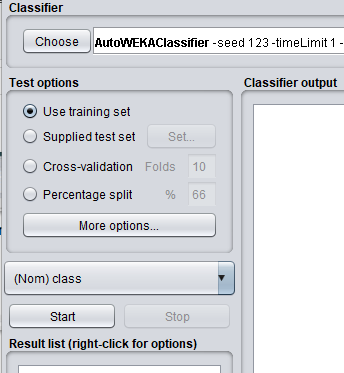 Classifier
Choose AutoWEKAClassifier -seed 123 -timeLimit 1 -
Test options
Classifier output
Use training set
Supplied test set Set...
Cross-validation Folds 10
Percentage split % 66
More options...
(Nom) class
Start Stop
Result list (right-click for options)